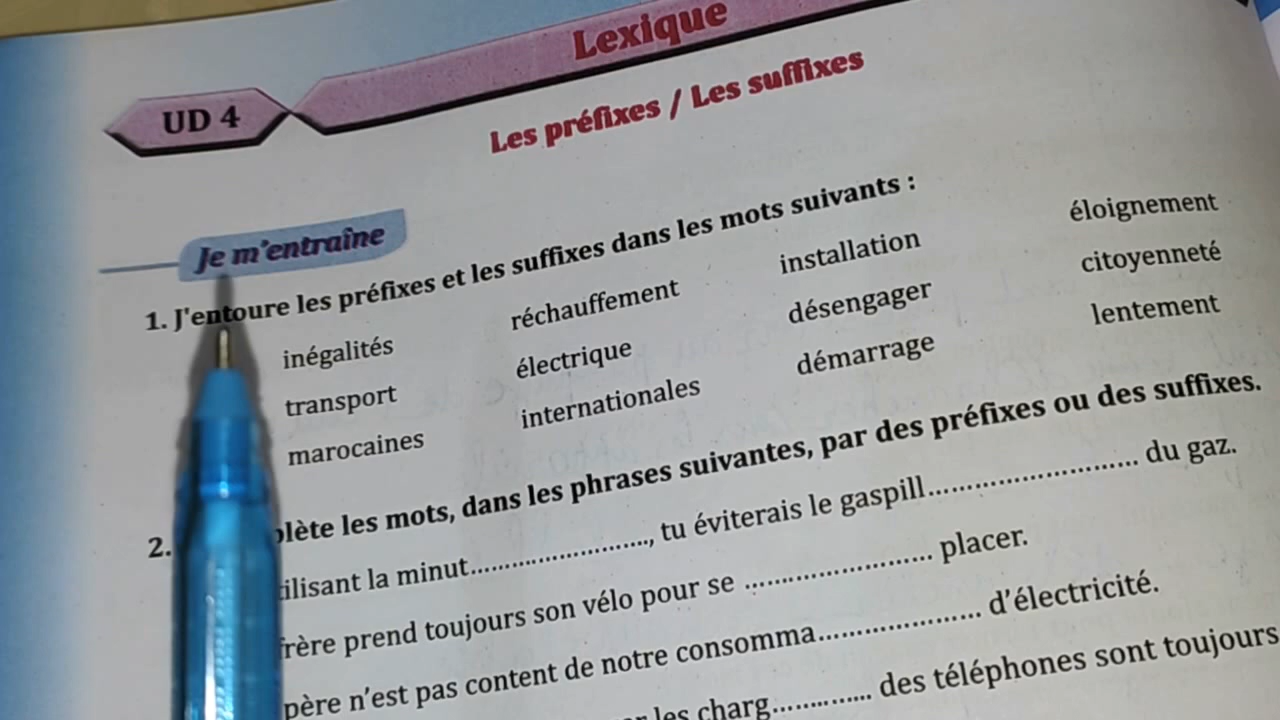 Lexique
UD 4
Les préfixes / Les suffixes
Je m'entraîne
1. J'entoure les préfixes et les suffixes dans les mots suivants :
inégalités réchauffement installation éloignement
transport électrique désengager citoyenneté
marocaines internationales démarrage lentement
2. les mots, dans les phrases suivantes, par des préfixes ou des suffixes.
la minut..........................., tu éviterais le gaspill........................... du gaz.
frère prend toujours son vélo pour se ........................ placer.
père n'est pas content de notre consomma..................... d'électricité.
les charg.............. des téléphones sont toujours